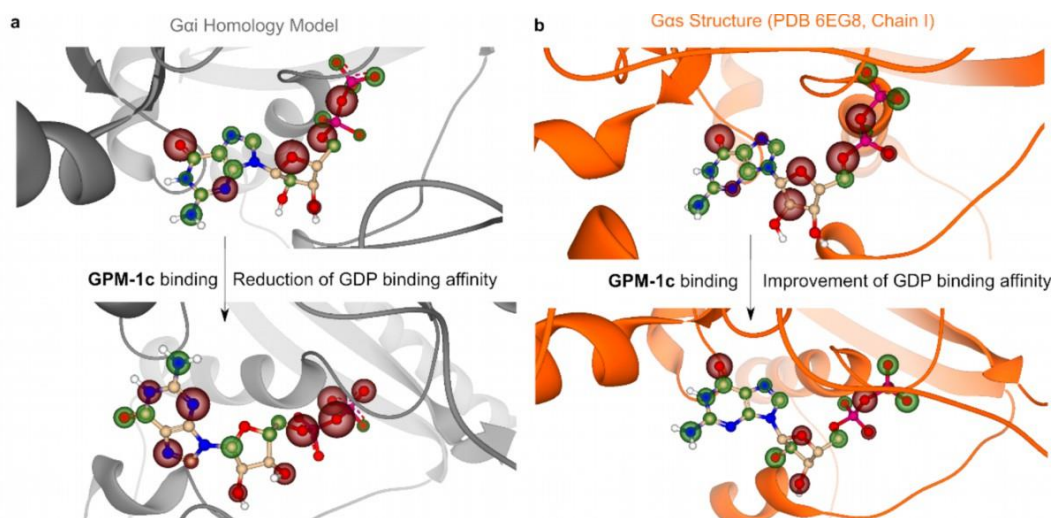 a
Gαi Homology Model
GPM-1c binding Reduction of GDP binding affinity
b
Gαs Structure (PDB 6EG8, Chain I)
GPM-1c binding Improvement of GDP binding affinity